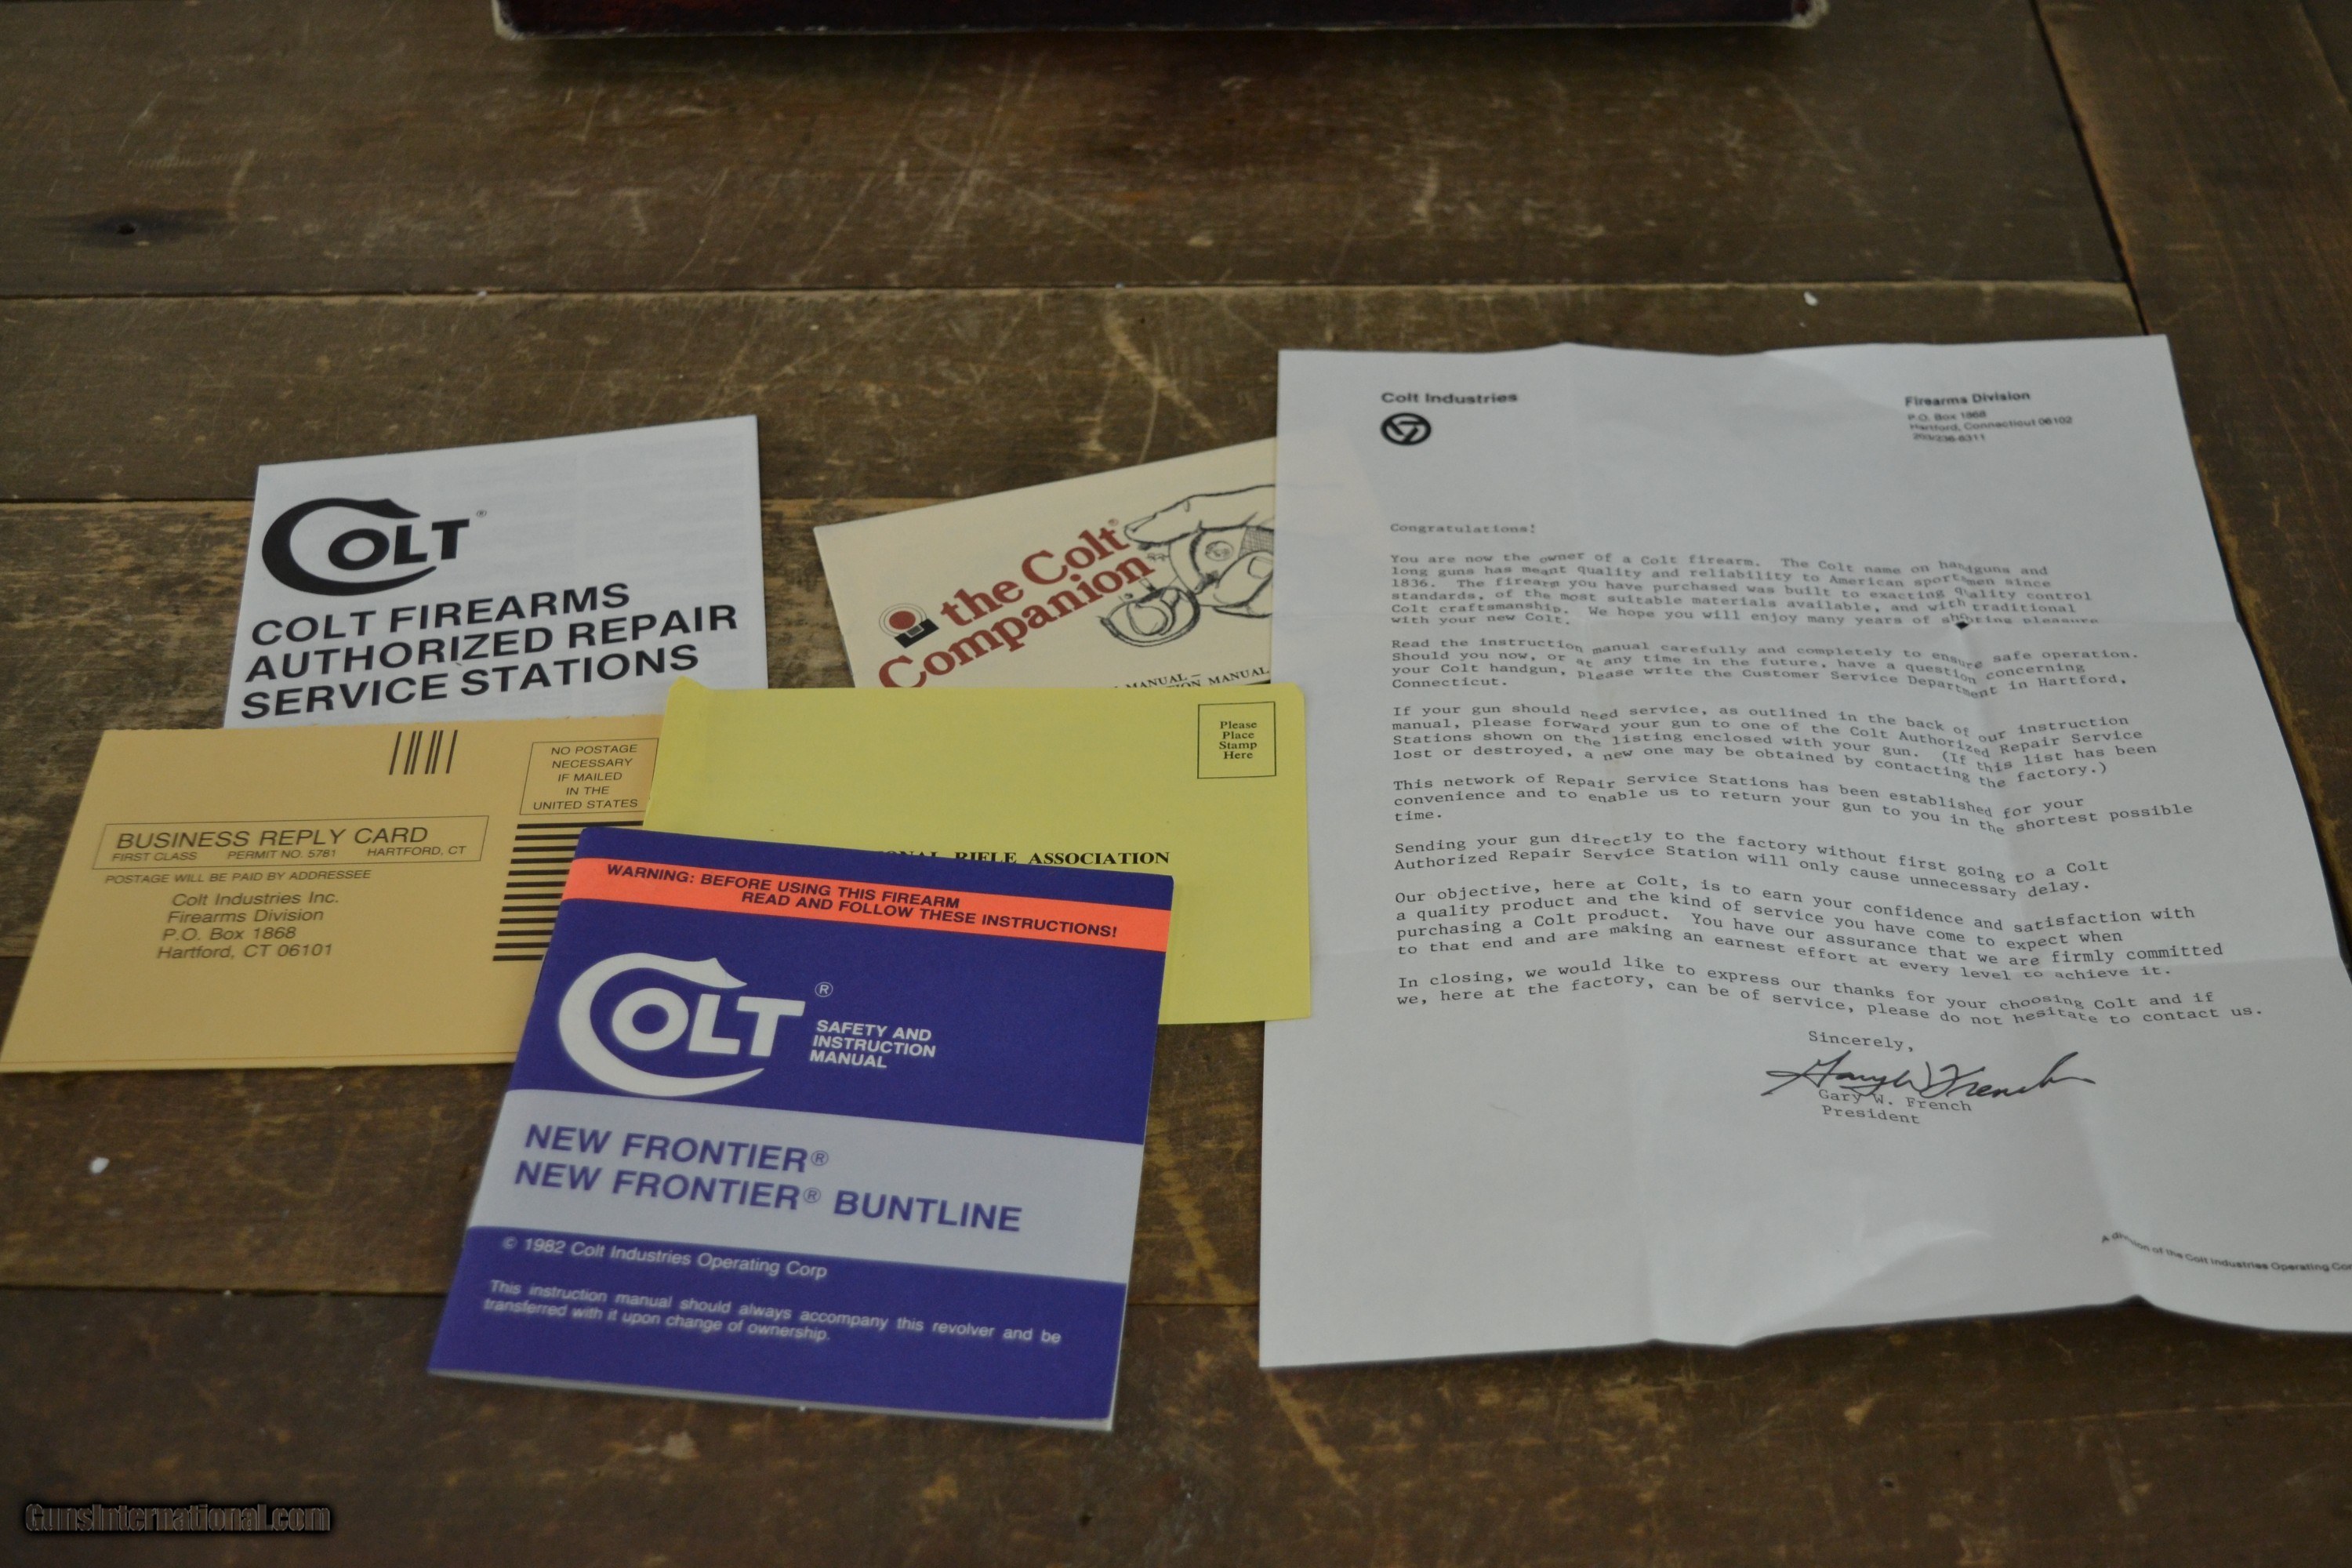 COLT ®
COLT FIREARMS
AUTHORIZED REPAIR
SERVICE STATIONS
the Colt®
Companion
MANUAL –
TION MANUAL
NO POSTAGE
NECESSARY
IF MAILED
IN THE
UNITED STATES
BUSINESS REPLY CARD
FIRST CLASS PERMIT NO. 5781 HARTFORD, CT
POSTAGE WILL BE PAID BY ADDRESSEE
Colt Industries Inc.
Firearms Division
P.O. Box 1868
Hartford, CT 06101
Please
Place
Stamp
Here
ONAL RIFLE ASSOCIATION
WARNING: BEFORE USING THIS FIREARM
READ AND FOLLOW THESE INSTRUCTIONS!
COLT ®
SAFETY AND
INSTRUCTION
MANUAL
NEW FRONTIER®
NEW FRONTIER® BUNTLINE
© 1982 Colt Industries Operating Corp
This instruction manual should always accompany this revolver and be
transferred with it upon change of ownership.
Colt Industries
Firearms Division
P.O. Box 1868
Hartford, Connecticut 06102
203/236-6311
Congratulations!
You are now the owner of a Colt firearm. The Colt name on handguns and
long guns has meant quality and reliability to American sportsmen since
1836. The firearm you have purchased was built to exacting quality control
standards, of the most suitable materials available, and with traditional
Colt craftsmanship. We hope you will enjoy many years of shooting pleasure
with your new Colt.
Read the instruction manual carefully and completely to ensure safe operation.
Should you now, or at any time in the future, have a question concerning
your Colt handgun, please write the Customer Service Department in Hartford,
Connecticut.
If your gun should need service, as outlined in the back of our instruction
manual, please forward your gun to one of the Colt Authorized Repair Service
Stations shown on the listing enclosed with your gun. (If this list has been
lost or destroyed, a new one may be obtained by contacting the factory.)
This network of Repair Service Stations has been established for your
convenience and to enable us to return your gun to you in the shortest possible
time.
Sending your gun directly to the factory without first going to a Colt
Authorized Repair Service Station will only cause unnecessary delay.
Our objective, here at Colt, is to earn your confidence and satisfaction with
a quality product and the kind of service you have come to expect when
purchasing a Colt product. You have our assurance that we are firmly committed
to that end and are making an earnest effort at every level to achieve it.
In closing, we would like to express our thanks for your choosing Colt and if
we, here at the factory, can be of service, please do not hesitate to contact us.
Sincerely,
Gary W. French
Gary W. French
President
A division of the Colt Industries Operating Cor
GunsInternational.com